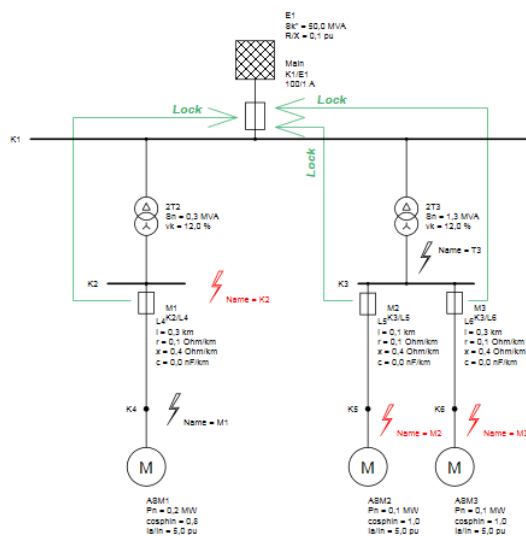 E1
Sk" = 50,0 MVA
R/X = 0,1 pu
Main
K1/E1
100/1 A
Lock
Lock
Lock
K1
2T2
Sn = 0,3 MVA
vk = 12,0 %
2T3
Sn = 1,3 MVA
vk = 12,0 %
Name = T3
K2
Name = K2
K3
M1
K2/L4
L4
l = 0,3 km
r = 0,1 Ohm/km
x = 0,4 Ohm/km
c = 0,0 nF/km
M2
K3/L5
L5
l = 0,1 km
r = 0,1 Ohm/km
x = 0,4 Ohm/km
c = 0,0 nF/km
M3
K3/L6
L6
l = 0,3 km
r = 0,1 Ohm/km
x = 0,4 Ohm/km
c = 0,0 nF/km
K4
Name = M1
K5
Name = M2
K6
Name = M3
M
M
M
ASM1
Pn = 0,2 MW
cosphin = 0,8
Ia/In = 5,0 pu
ASM2
Pn = 0,1 MW
cosphin = 1,0
Ia/In = 5,0 pu
ASM3
Pn = 0,1 MW
cosphin = 1,0
Ia/In = 5,0 pu